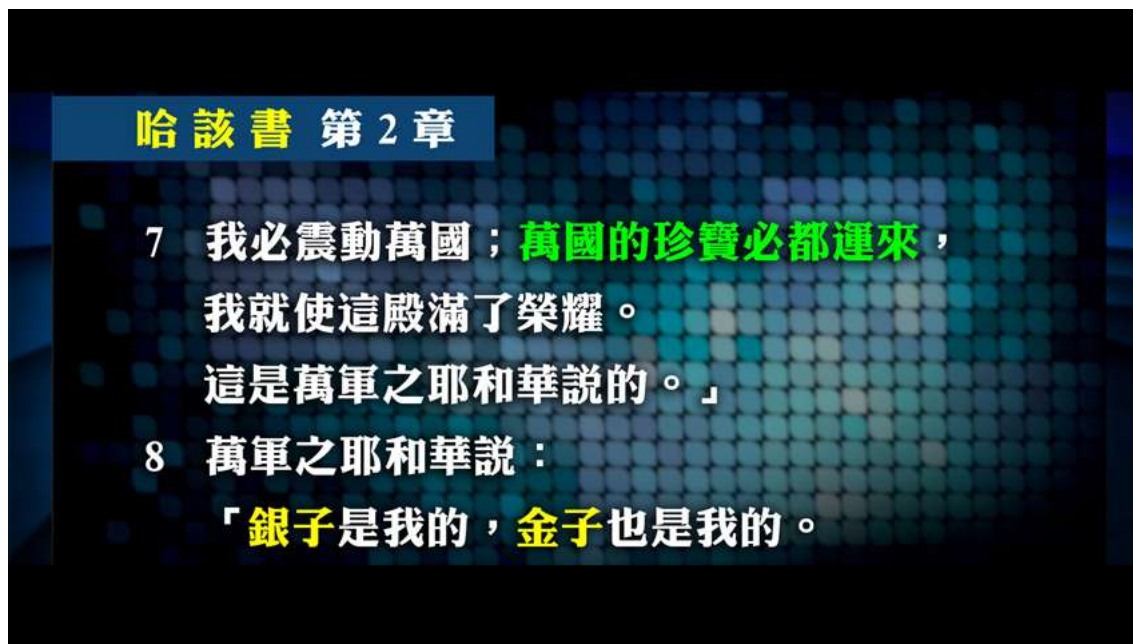 哈該書 第2章
7 我必震動萬國；萬國的珍寶必都運來，
我就使這殿滿了榮耀。
這是萬軍之耶和華說的。」
8 萬軍之耶和華說：
「銀子是我的，金子也是我的。